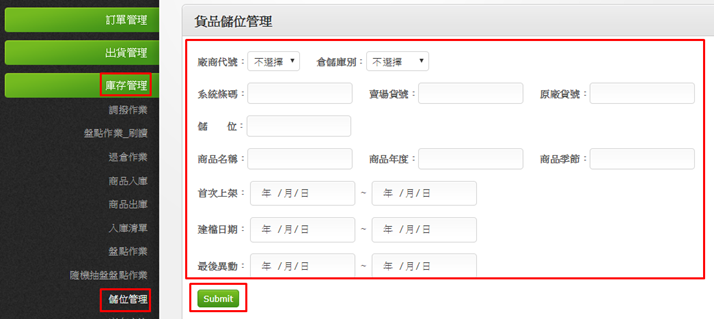 訂單管理
出貨管理
庫存管理
調撥作業
盤點作業_刷讀
退倉作業
商品入庫
商品出庫
入庫清單
盤點作業
隨機抽盤盤點作業
儲位管理
貨品儲位管理
廠商代號： 不選擇 倉儲庫別： 不選擇
系統條碼： 賣場貨號： 原廠貨號：
儲 位：
商品名稱： 商品年度： 商品季節：
首次上架： 年 /月/日 ~ 年 /月/日
建檔日期： 年 /月/日 ~ 年 /月/日
最後異動： 年 /月/日 ~ 年 /月/日
Submit